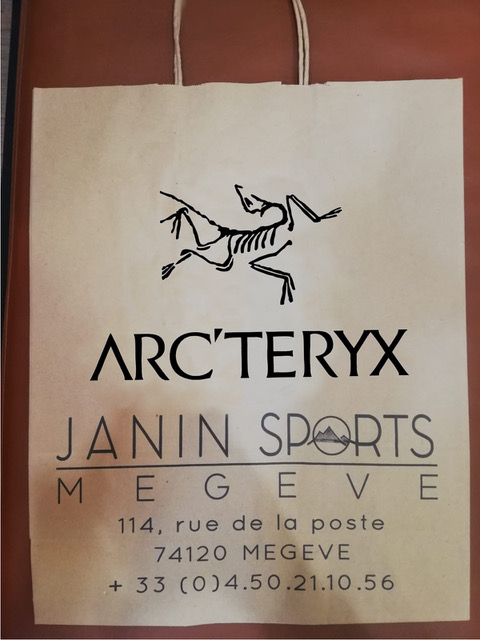 ARC'TERYX
JANIN SPORTS
MEGEVE
114, rue de la poste
74120 MEGEVE
+ 33 (0)4.50.21.10.56